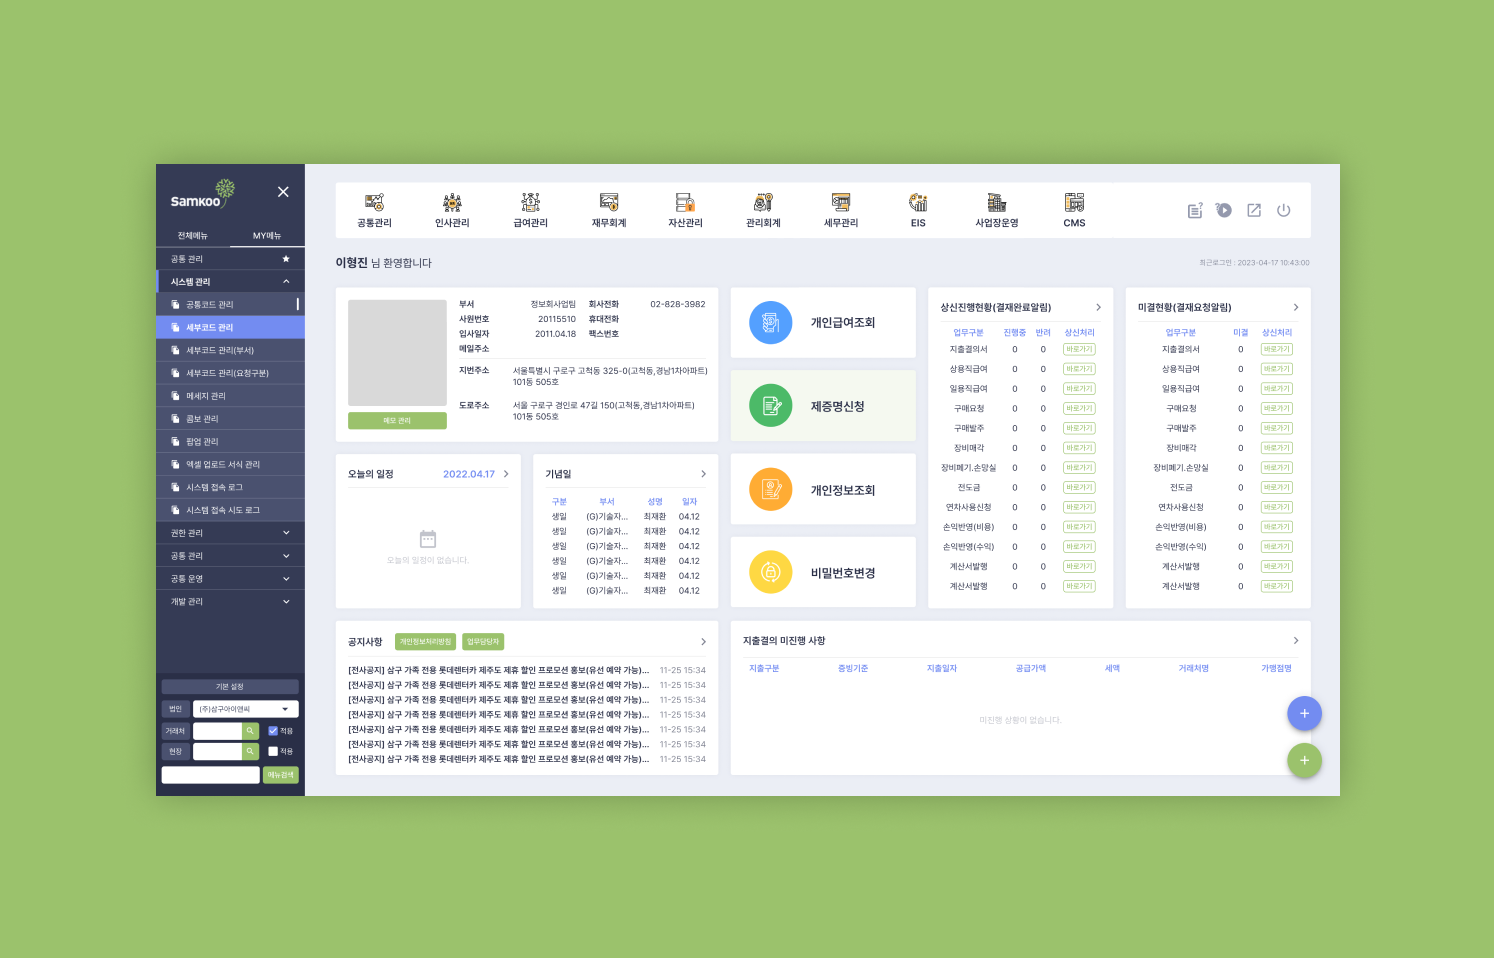 Samkoo
전체메뉴 MY메뉴
공통 관리
시스템 관리
공통코드 관리
세부코드 관리
세부코드 관리(부서)
세부코드 관리(요청구분)
메세지 관리
콤보 관리
팝업 관리
엑셀 업로드 서식 관리
시스템 접속 로그
시스템 접속 시도 로그
권한 관리
공통 관리
공통 운영
개발 관리
기본 설정
법인 (주)삼구아이앤씨
거래처 적용
현장 적용
메뉴검색
공통관리 인사관리 급여관리 재무회계 자산관리 관리회계 세무관리 EIS 사업장운영 CMS
이형진 님 환영합니다
최근로그인 : 2023-04-17 10:43:00
부서 정보회사업팀 회사전화 02-828-3982
사원번호 20115510 휴대전화
입사일자 2011.04.18 팩스번호
메일주소
지번주소 서울특별시 구로구 고척동 325-0(고척동,경남1차아파트)
101동 505호
도로주소 서울 구로구 경인로 47길 150(고척동,경남1차아파트)
101동 505호
메모 관리
오늘의 일정 2022.04.17
오늘의 일정이 없습니다.
기념일
구분 부서 성명 일자
생일 (G)기술자... 최재환 04.12
생일 (G)기술자... 최재환 04.12
생일 (G)기술자... 최재환 04.12
생일 (G)기술자... 최재환 04.12
생일 (G)기술자... 최재환 04.12
생일 (G)기술자... 최재환 04.12
개인급여조회
제증명신청
개인정보조회
비밀번호변경
상신진행현황(결재완료알림)
업무구분 진행중 반려 상신처리
지출결의서 0 0 바로가기
상용직급여 0 0 바로가기
일용직급여 0 0 바로가기
구매요청 0 0 바로가기
구매발주 0 0 바로가기
장비매각 0 0 바로가기
장비폐기.손망실 0 0 바로가기
전도금 0 0 바로가기
연차사용신청 0 0 바로가기
손익반영(비용) 0 0 바로가기
손익반영(수익) 0 0 바로가기
계산서발행 0 0 바로가기
계산서발행 0 0 바로가기
미결현황(결재요청알림)
업무구분 미결 상신처리
지출결의서 0 바로가기
상용직급여 0 바로가기
일용직급여 0 바로가기
구매요청 0 바로가기
구매발주 0 바로가기
장비매각 0 바로가기
장비폐기.손망실 0 바로가기
전도금 0 바로가기
연차사용신청 0 바로가기
손익반영(비용) 0 바로가기
손익반영(수익) 0 바로가기
계산서발행 0 바로가기
계산서발행 0 바로가기
공지사항 개인정보처리방침 업무담당자
[전사공지] 삼구 가족 전용 롯데렌터카 제주도 제휴 할인 프로모션 홍보(유선 예약 가능)... 11-25 15:34
[전사공지] 삼구 가족 전용 롯데렌터카 제주도 제휴 할인 프로모션 홍보(유선 예약 가능)... 11-25 15:34
[전사공지] 삼구 가족 전용 롯데렌터카 제주도 제휴 할인 프로모션 홍보(유선 예약 가능)... 11-25 15:34
[전사공지] 삼구 가족 전용 롯데렌터카 제주도 제휴 할인 프로모션 홍보(유선 예약 가능)... 11-25 15:34
[전사공지] 삼구 가족 전용 롯데렌터카 제주도 제휴 할인 프로모션 홍보(유선 예약 가능)... 11-25 15:34
[전사공지] 삼구 가족 전용 롯데렌터카 제주도 제휴 할인 프로모션 홍보(유선 예약 가능)... 11-25 15:34
[전사공지] 삼구 가족 전용 롯데렌터카 제주도 제휴 할인 프로모션 홍보(유선 예약 가능)... 11-25 15:34
지출결의 미진행 사항
지출구분 증빙기준 지출일자 공급가액 세액 거래처명 가맹점명
미진행 상황이 없습니다.